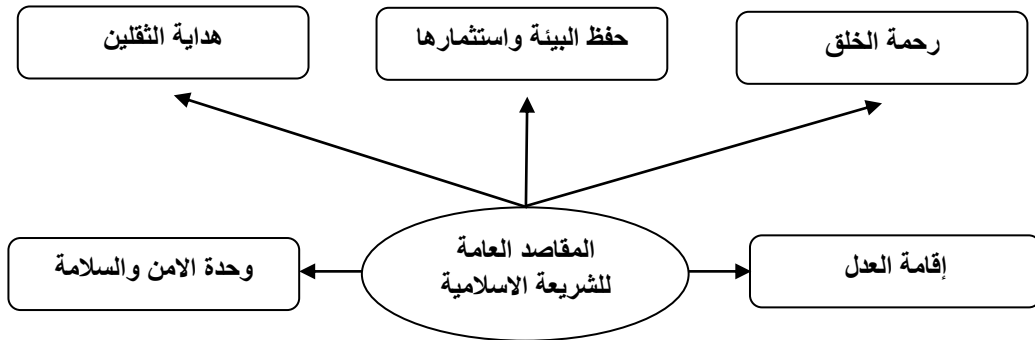 رحمة الخلق
حفظ البيئة واستثمارها
هداية الثقلين
إقامة العدل
المقاصد العامة
للشريعة الاسلامية
وحدة الامن والسلامة